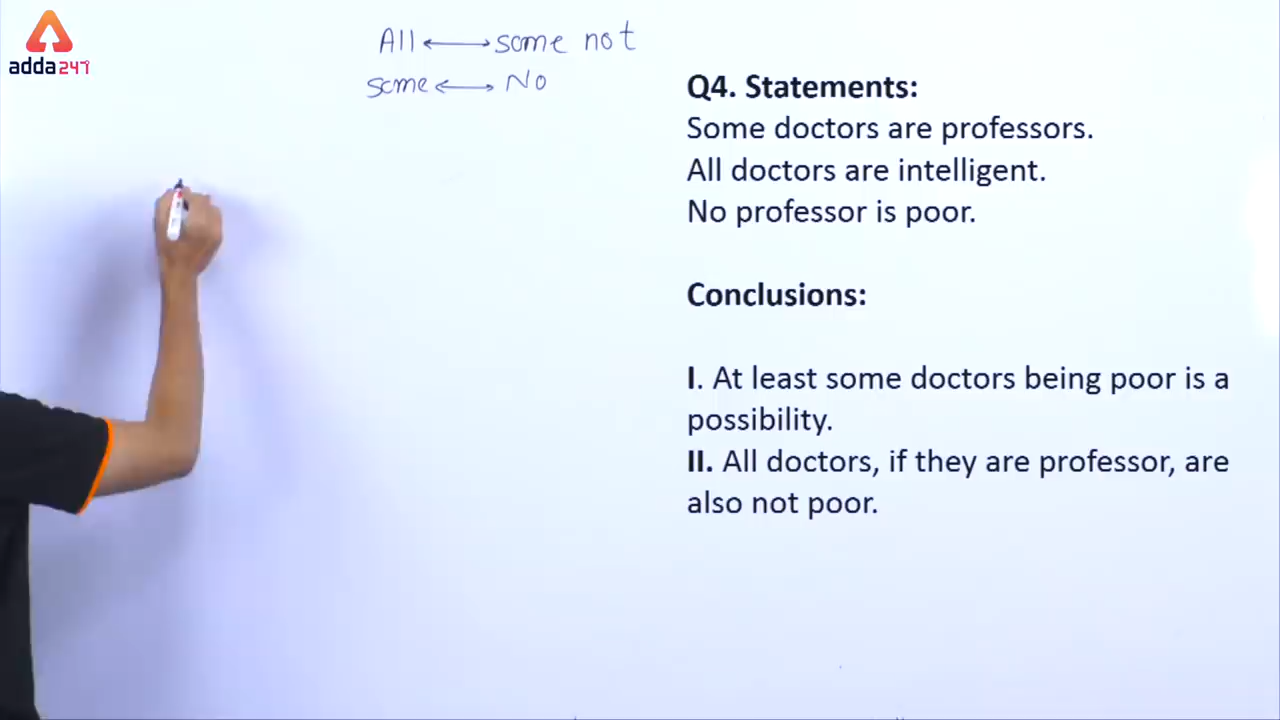 adda247
All ⟷ some not
some ⟷ No
Q4. Statements:
Some doctors are professors.
All doctors are intelligent.
No professor is poor.
Conclusions:
I. At least some doctors being poor is a
possibility.
II. All doctors, if they are professor, are
also not poor.